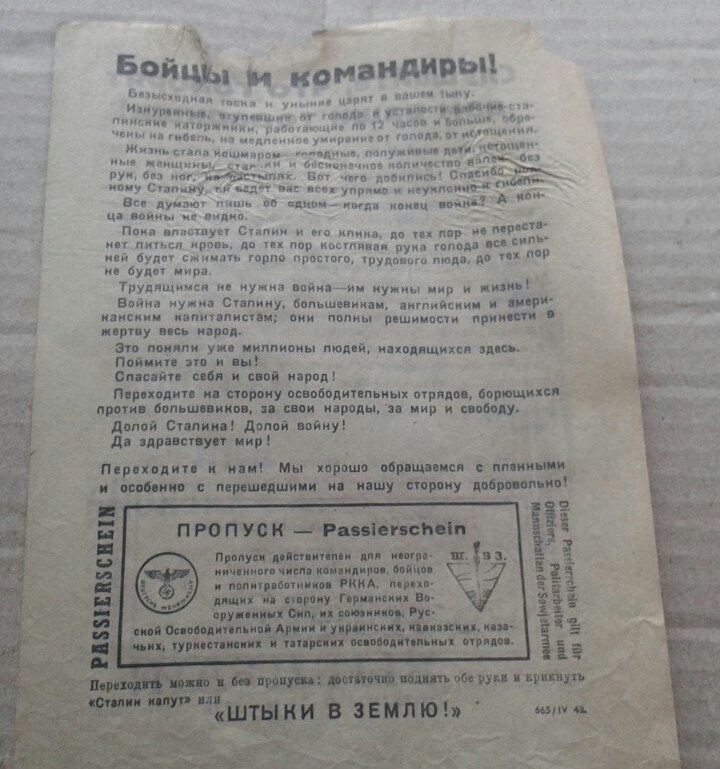 Бойцы и командиры!
Безысходная тоска и уныние царят в вашем тылу.
Изнуренные, отупевшие от голода и усталости рабочие-ста-
линские каторжники, работающие по 12 часов и больше, обре-
чены на гибель, на медленное умирание от голода, от истощения.
Жизнь стала кошмаром— голодные, полуживые дети, истощен-
ные женщины, старики и бесконечное количество калек—без
рук, без ног, на костылях. Вот чего добились! Спасибо род-
ному Сталину, он ведет вас всех упрямо и неуклонно к гибели.
Все думают лишь об одном—когда конец война? А кон-
ца войны не видно.
Пока властвует Сталин и его клика, до тех пор не переста-
нет литься кровь, до тех пор костлявая рука голода все силь-
ней будет сжимать горло простого, трудового люда, до тех пор
не будет мира.
Трудящимся не нужна война—им нужны мир и жизнь!
Война нужна Сталину, большевикам, английским и амери-
канским капиталистам; они полны решимости принести в
жертву весь народ.
Это поняли уже миллионы людей, находящихся здесь.
Поймите это и вы!
Спасайте себя и свой народ!
Переходите на сторону освободительных отрядов, борющихся
против большевиков, за свои народы, за мир и свободу.
Долой Сталина! Долой войну!
Да здравствует мир!
Переходите к нам! Мы хорошо обращаемся с пленными
и особенно с перешедшими на нашу сторону добровольно!
PASSIERSCHEIN
ПРОПУСК — Passierschein
DEUTSCHE WEHRMACHT
Пропуск действителен для неогра-
ниченного числа командиров, бойцов
и политработников РККА, перехо-
дящих на сторону Германских Во-
оруженных Сил, их союзников, Рус-
ской Освободительной Армии и украинских, кавказских, каза-
чьих, туркестанских и татарских освободительных отрядов.
Ш. В З.
Dieser Passierschein gilt für
Offiziere, Politarbeiter und
Mannschaften der Sowjetarmee
Переходить можно и без пропуска: достаточно поднять обе руки и крикнуть
«Сталин капут» или
«ШТЫКИ В ЗЕМЛЮ!»
665/IV 43.